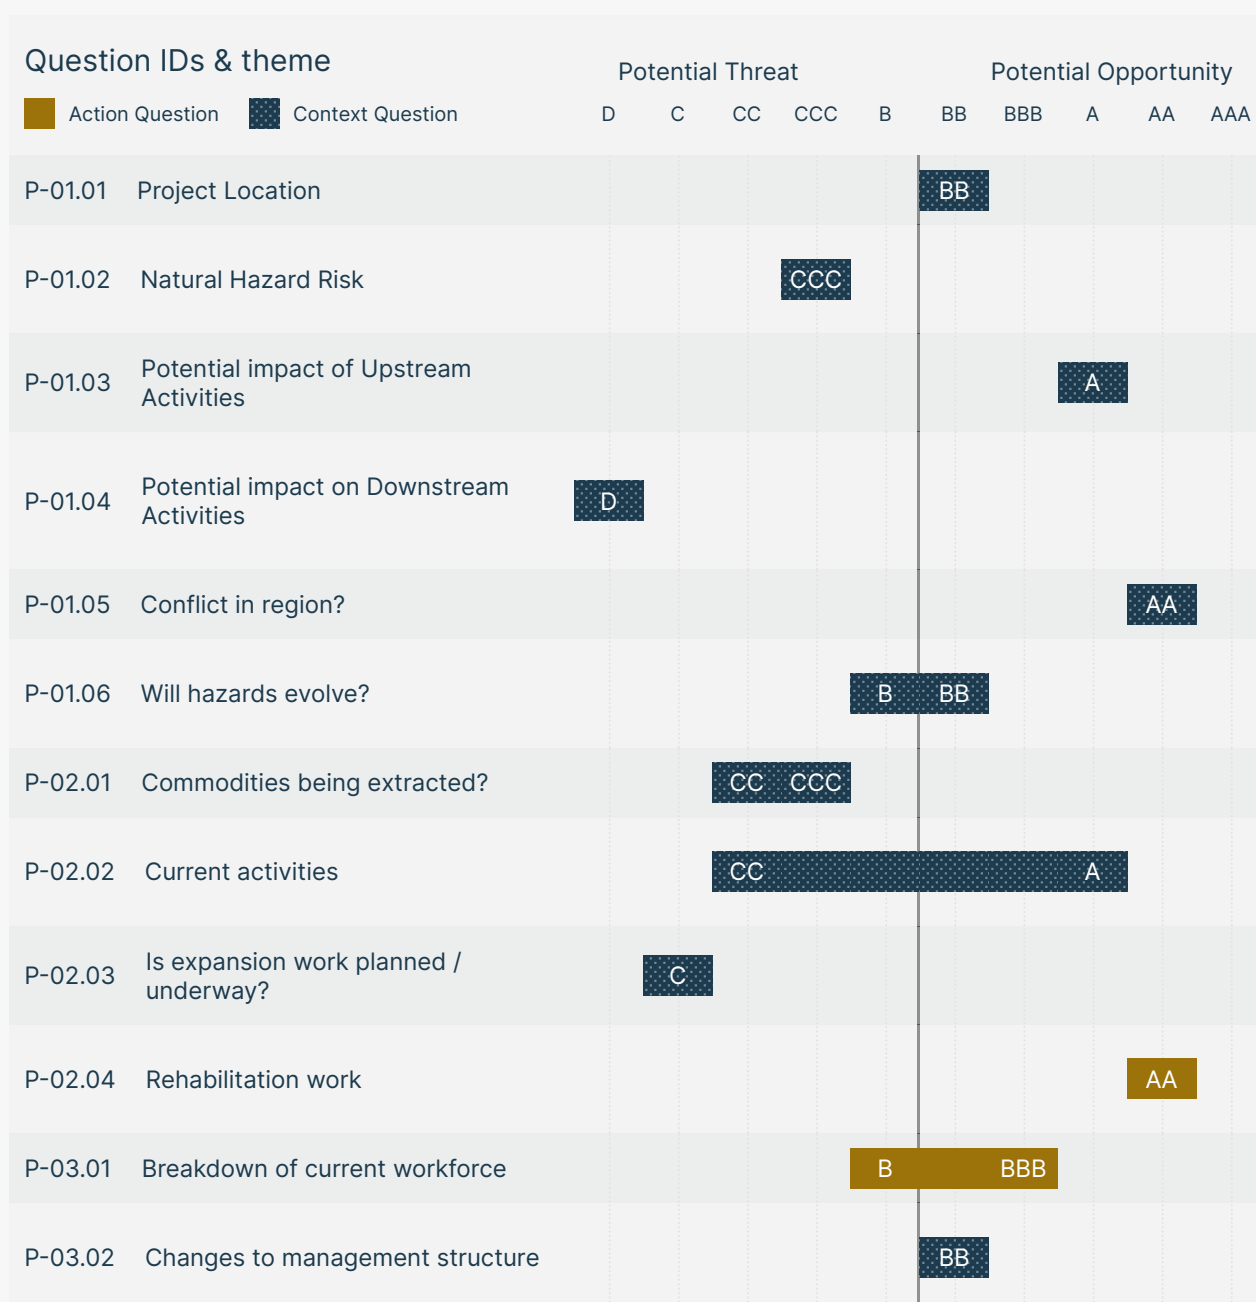 Question IDs & theme
Potential Threat
Potential Opportunity
Action Question
Context Question
D C CC CCC B BB BBB A AA AAA
P-01.01 Project Location BB
P-01.02 Natural Hazard Risk CCC
P-01.03 Potential impact of Upstream
Activities
A
P-01.04 Potential impact on Downstream
Activities
D
P-01.05 Conflict in region? AA
P-01.06 Will hazards evolve? B BB
P-02.01 Commodities being extracted? CC CCC
P-02.02 Current activities CC A
P-02.03 Is expansion work planned /
underway?
C
P-02.04 Rehabilitation work AA
P-03.01 Breakdown of current workforce B BBB
P-03.02 Changes to management structure BB